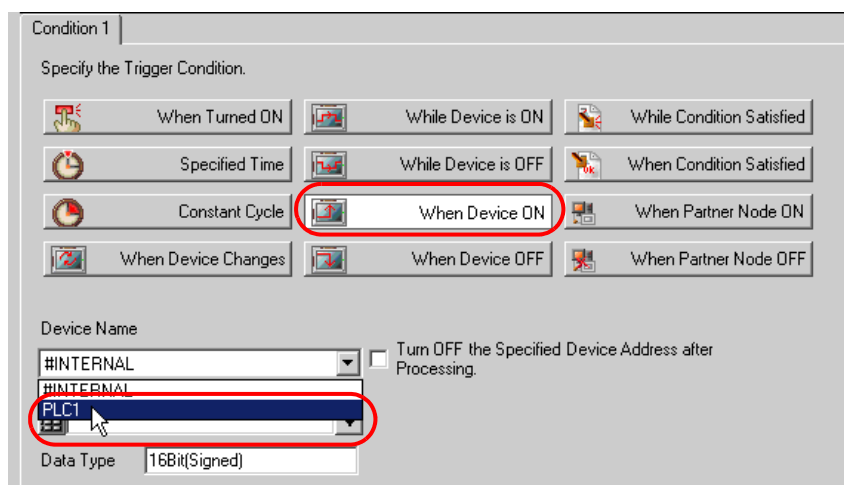 Condition 1
Specify the Trigger Condition.
When Turned ON
While Device is ON
While Condition Satisfied
Specified Time
While Device is OFF
When Condition Satisfied
Constant Cycle
When Device ON
When Partner Node ON
When Device Changes
When Device OFF
When Partner Node OFF
Device Name
#INTERNAL
Turn OFF the Specified Device Address after
Processing.
#INTERNAL
PLC1
Data Type 16Bit(Signed)